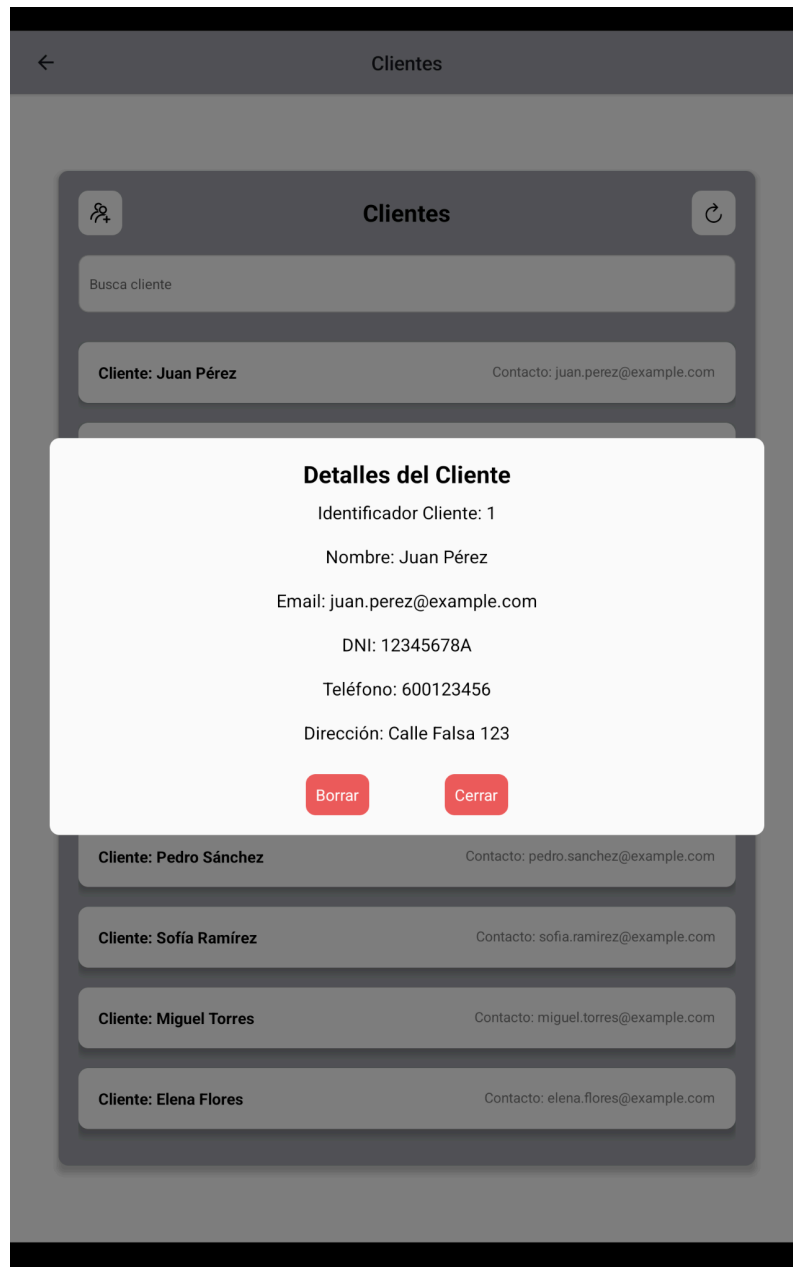 Clientes
Clientes
Busca cliente
Cliente: Juan Pérez Contacto: juan.perez@example.com
Detalles del Cliente
Identificador Cliente: 1
Nombre: Juan Pérez
Email: juan.perez@example.com
DNI: 12345678A
Teléfono: 600123456
Dirección: Calle Falsa 123
Borrar Cerrar
Cliente: Pedro Sánchez Contacto: pedro.sanchez@example.com
Cliente: Sofía Ramírez Contacto: sofia.ramirez@example.com
Cliente: Miguel Torres Contacto: miguel.torres@example.com
Cliente: Elena Flores Contacto: elena.flores@example.com